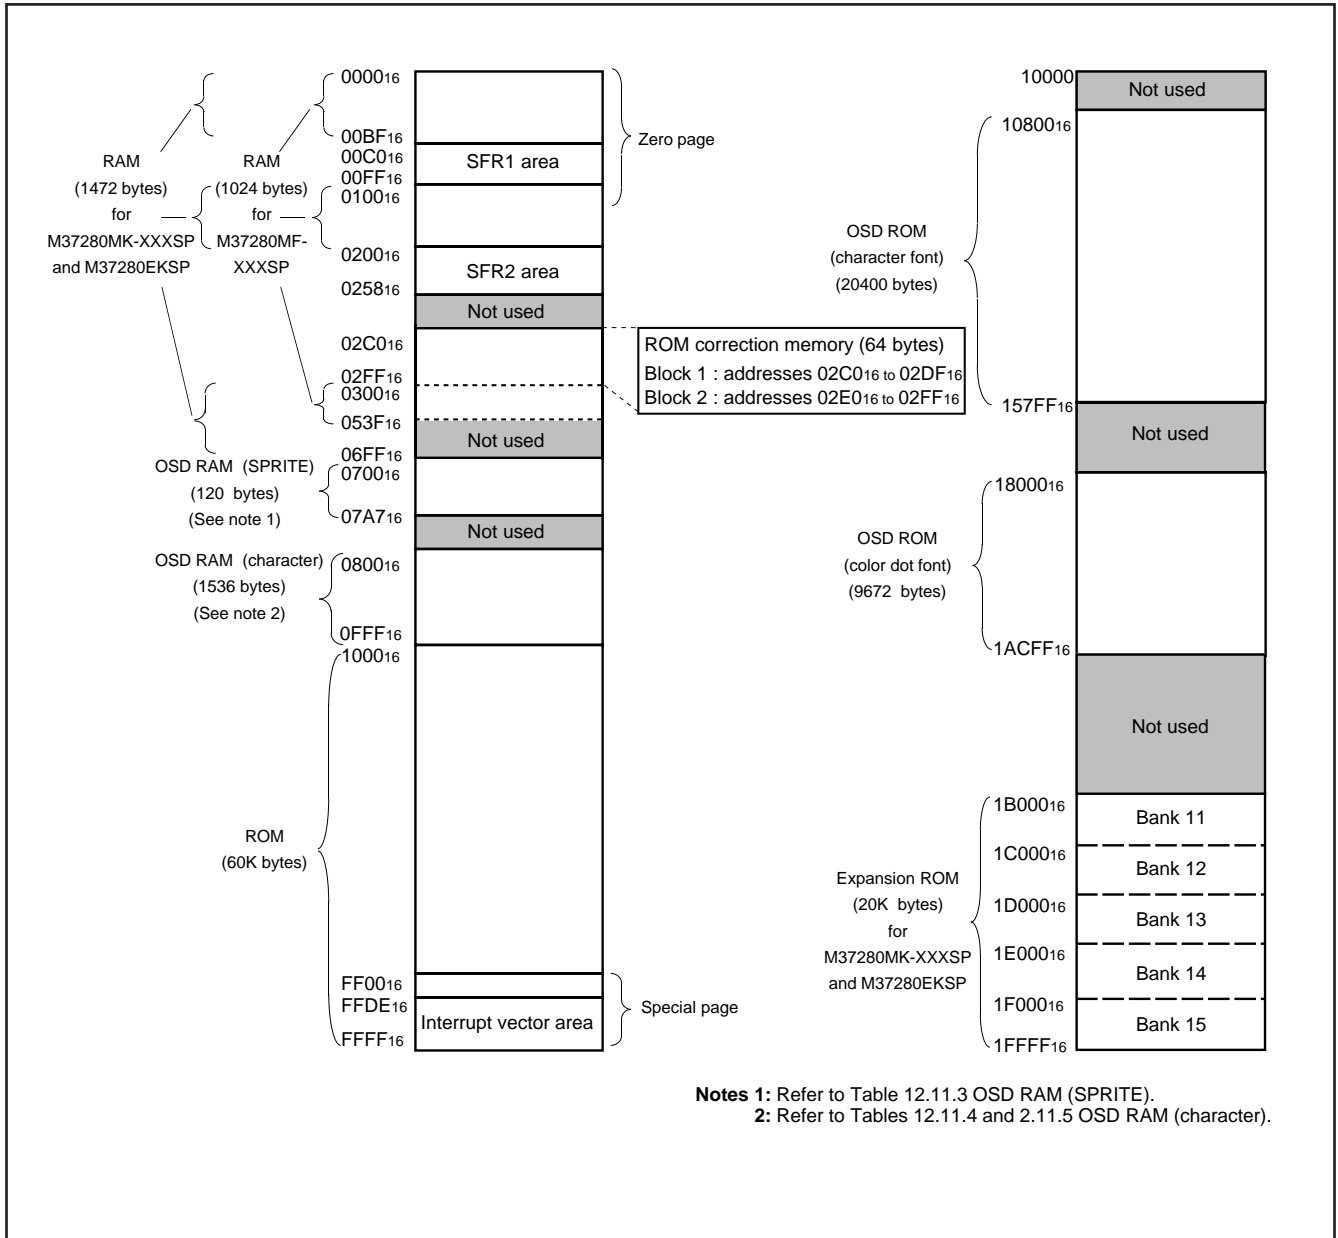 RAM
(1472 bytes)
for
M37280MK-XXXSP
and M37280EKSP
RAM
(1024 bytes)
for
M37280MF-
XXXSP
OSD RAM (SPRITE)
(120 bytes)
(See note 1)
OSD RAM (character)
(1536 bytes)
(See note 2)
ROM
(60K bytes)
000016
00BF16
00C016
00FF16
010016
020016
025816
02C016
02FF16
030016
053F16
06FF16
070016
07A716
080016
0FFF16
100016
FF0016
FFDE16
FFFF16
SFR1 area
SFR2 area
Not used
Not used
Not used
Interrupt vector area
Zero page
ROM correction memory (64 bytes)
Block 1 : addresses 02C016 to 02DF16
Block 2 : addresses 02E016 to 02FF16
Special page
OSD ROM
(character font)
(20400 bytes)
OSD ROM
(color dot font)
(9672 bytes)
Expansion ROM
(20K bytes)
for
M37280MK-XXXSP
and M37280EKSP
10000
1080016
157FF16
1800016
1ACFF16
1B00016
1C00016
1D00016
1E00016
1F00016
1FFFF16
Not used
Not used
Not used
Bank 11
Bank 12
Bank 13
Bank 14
Bank 15
Notes 1: Refer to Table 12.11.3 OSD RAM (SPRITE).
2: Refer to Tables 12.11.4 and 2.11.5 OSD RAM (character).